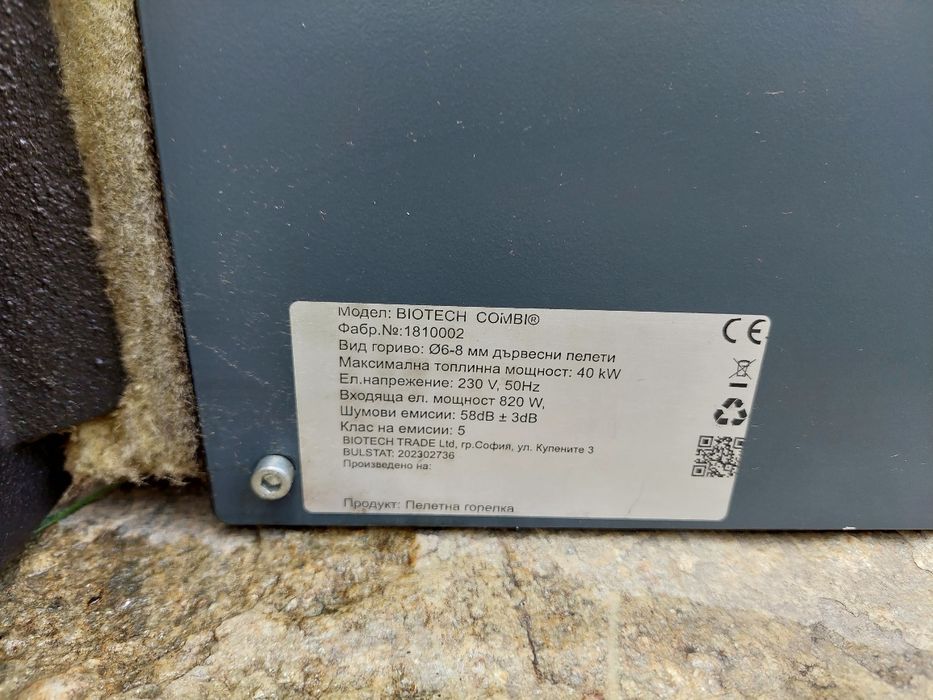 Модел: BIOTECH COMBI®
Фабр.№:1810002
Вид гориво: Ø6-8 мм дървесни пелети
Максимална топлинна мощност: 40 kW
Ел.напрежение: 230 V, 50Hz
Входяща ел. мощност 820 W,
Шумови емисии: 58dB ± 3dB
Клас на емисии: 5
BIOTECH TRADE Ltd, гр.София, ул. Купените 3
BULSTAT: 202302736
Произведено на:
Продукт: Пелетна горелка
CE